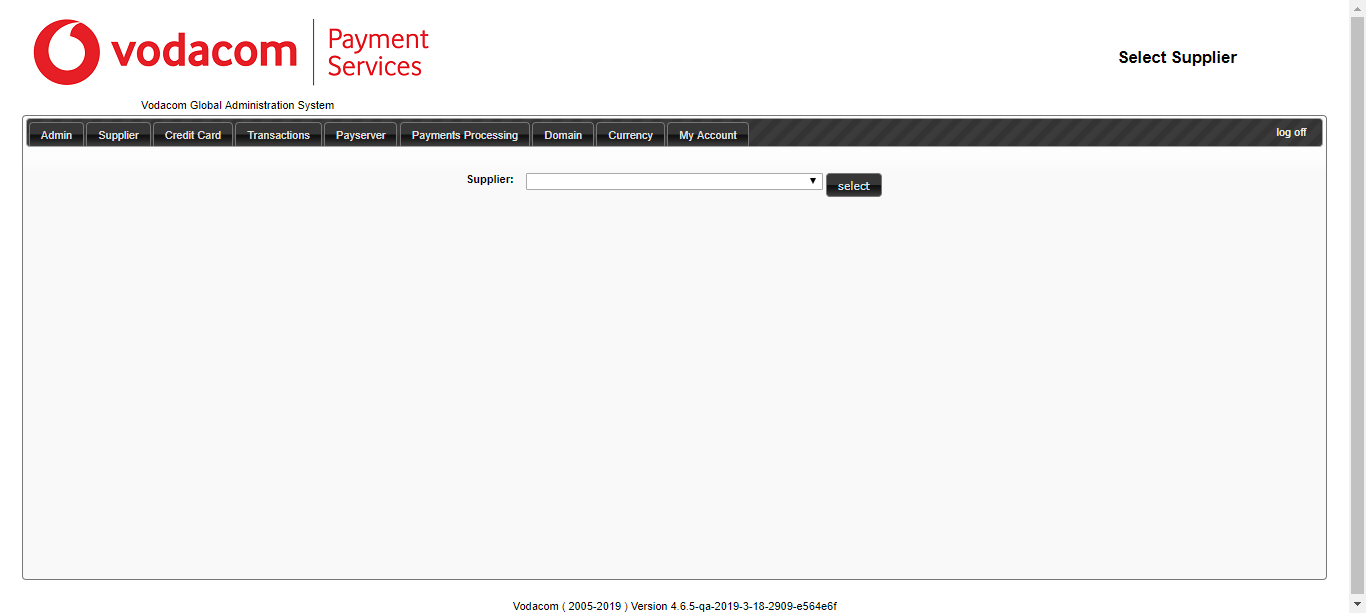 vodacom
Payment
Services
Select Supplier
Vodacom Global Administration System
Admin Supplier Credit Card Transactions Payserver Payments Processing Domain Currency My Account log off
Supplier: select
Vodacom ( 2005-2019 ) Version 4.6.5-qa-2019-3-18-2909-e564e6f